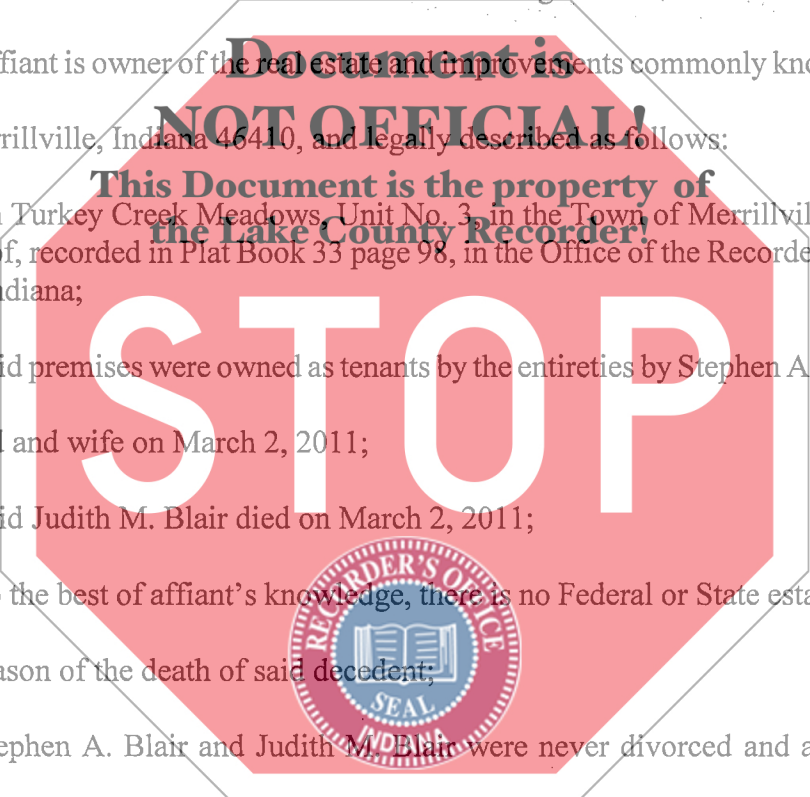 Document is
ffiant is owner of the real estate and improvements commonly kno
NOT OFFICIAL!
rillville, Indiana 46410, and legally described as follows:
This Document is the property of
Turkey Creek Meadows, Unit No. 3, in the Town of Merrillvil
the Lake County Recorder!
of, recorded in Plat Book 33 page 98, in the Office of the Recorde
ndiana;
STOP
id premises were owned as tenants by the entireties by Stephen A.
and wife on March 2, 2011;
id Judith M. Blair died on March 2, 2011;
the best of affiant's knowledge, there is no Federal or State esta
RECORDER'S OFFICE
ason of the death of said decedent;
SEAL
INDIANA
ephen A. Blair and Judith M. Blair were never divorced and a